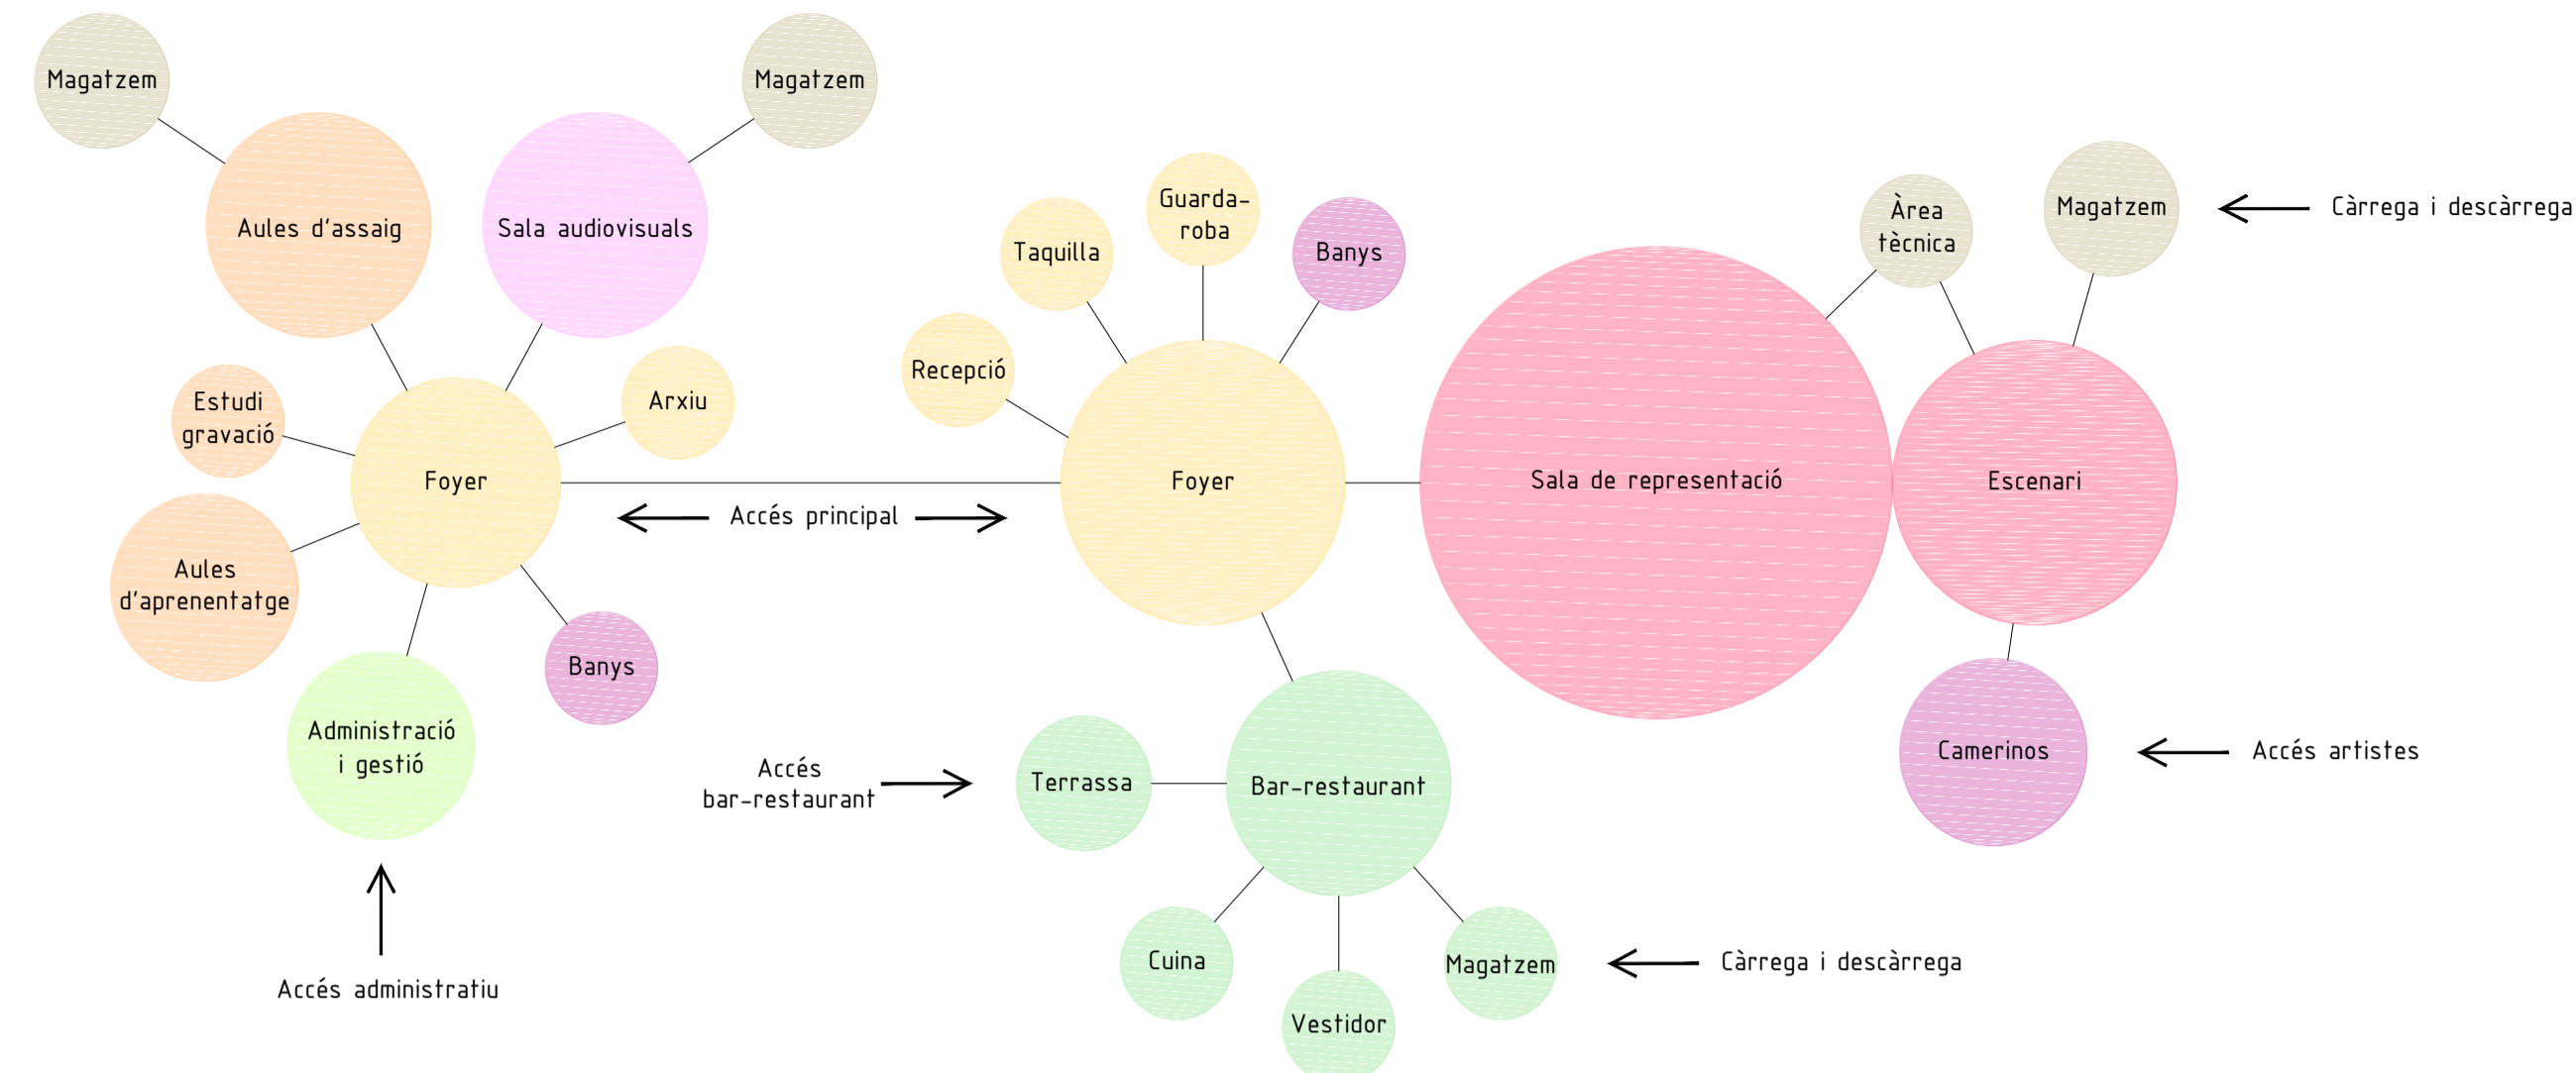 Magatzem
Magatzem
Aules d'assaig
Sala audiovisuals
Estudi
gravació
Arxiu
Foyer
Aules
d'aprenentatge
Banys
Administració
i gestió
Accés administratiu
Accés principal
Recepció
Taquilla
Guarda-
roba
Banys
Foyer
Sala de representació
Àrea
tècnica
Magatzem
Càrrega i descàrrega
Escenari
Camerinos
Accés artistes
Accés
bar-restaurant
Terrassa
Bar-restaurant
Cuina
Vestidor
Magatzem
Càrrega i descàrrega